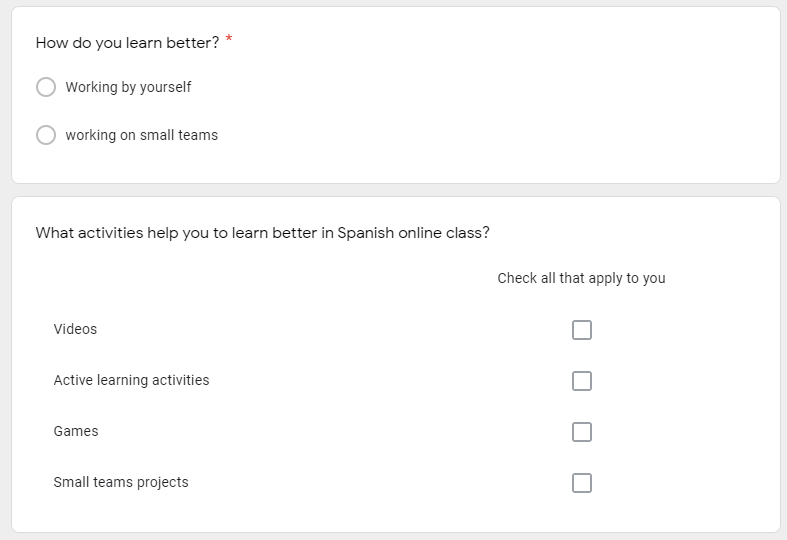 How do you learn better? *
Working by yourself
working on small teams
What activities help you to learn better in Spanish online class?
Check all that apply to you
Videos
Active learning activities
Games
Small teams projects